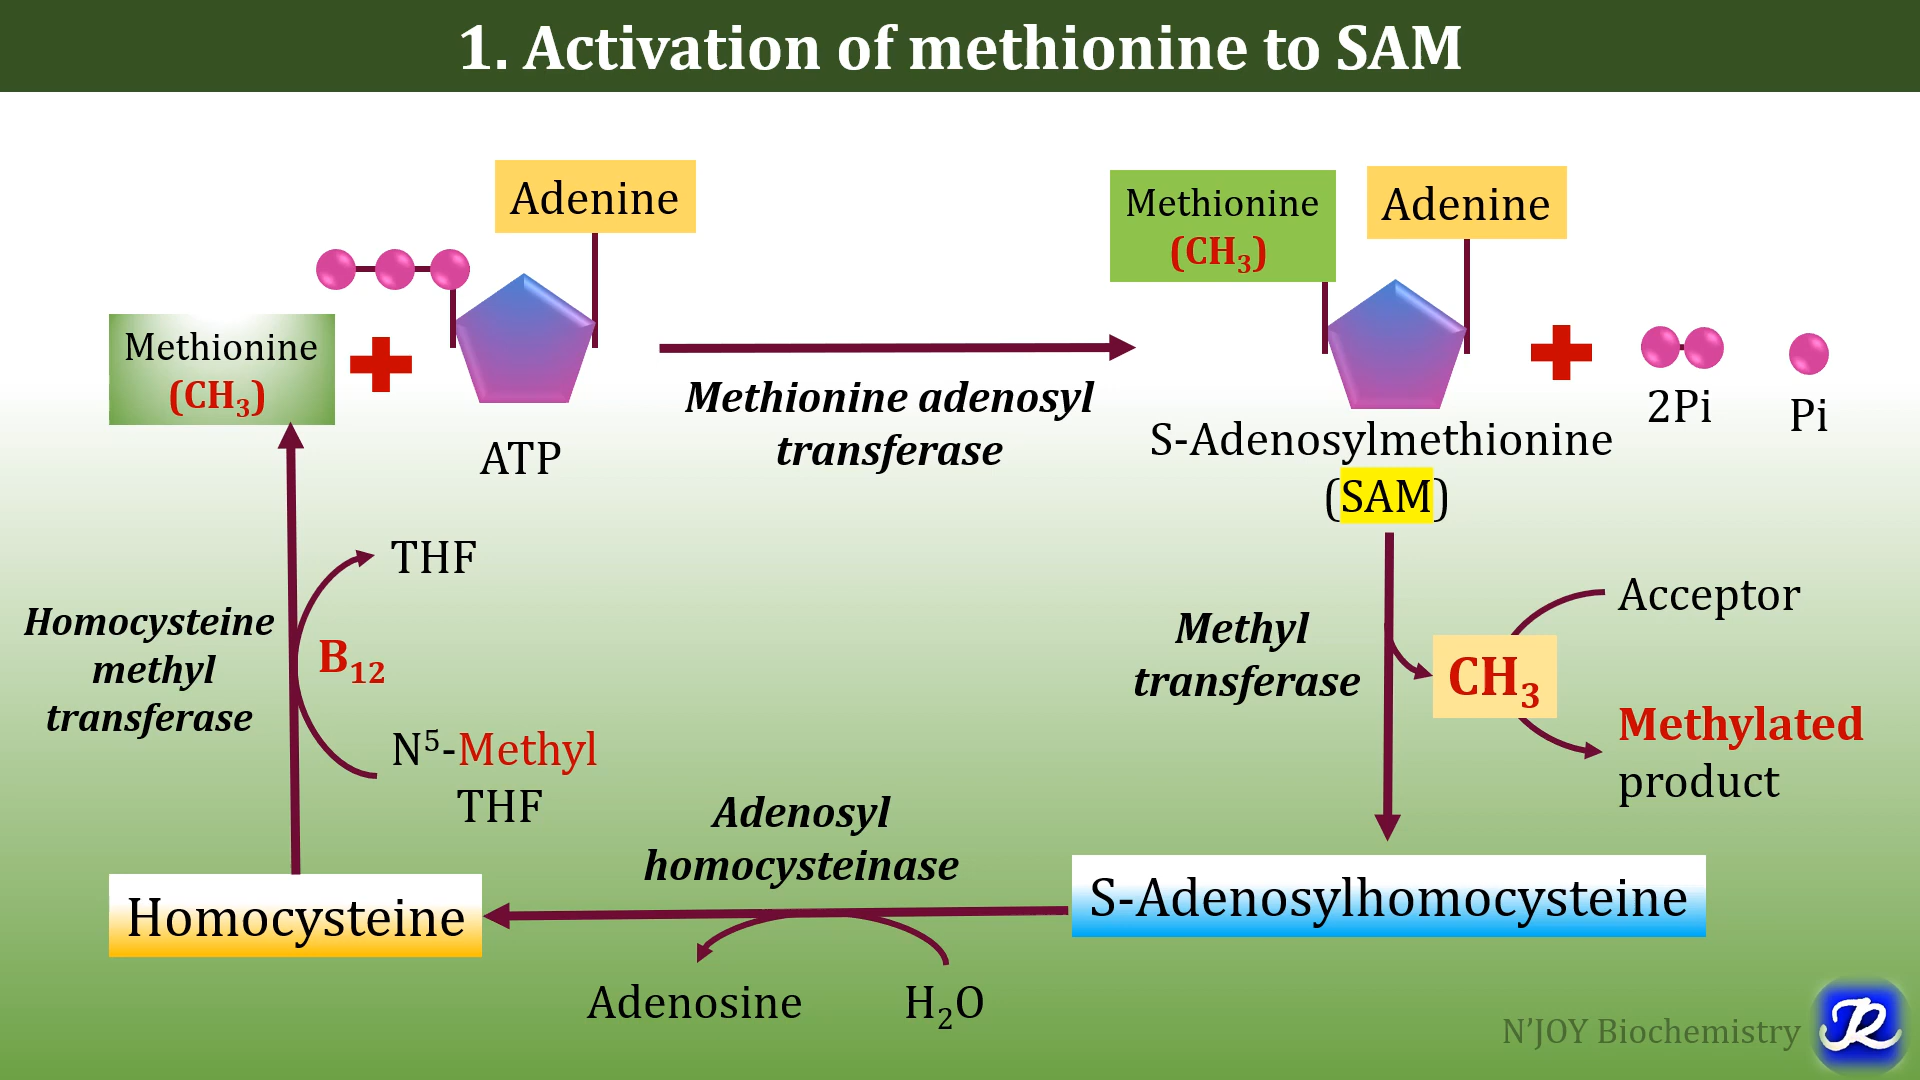 1. Activation of methionine to SAM
Adenine
Methionine
(CH₃)
Adenine
Methionine
(CH₃)
ATP
Methionine adenosyl
transferase
S-Adenosylmethionine
(SAM)
2Pi
Pi
THF
Homocysteine
methyl
transferase
B₁₂
N⁵-Methyl
THF
Methyl
transferase
Acceptor
CH₃
Methylated
product
Adenosyl
homocysteinase
Homocysteine
S-Adenosylhomocysteine
Adenosine
H₂O
N'JOY Biochemistry
R